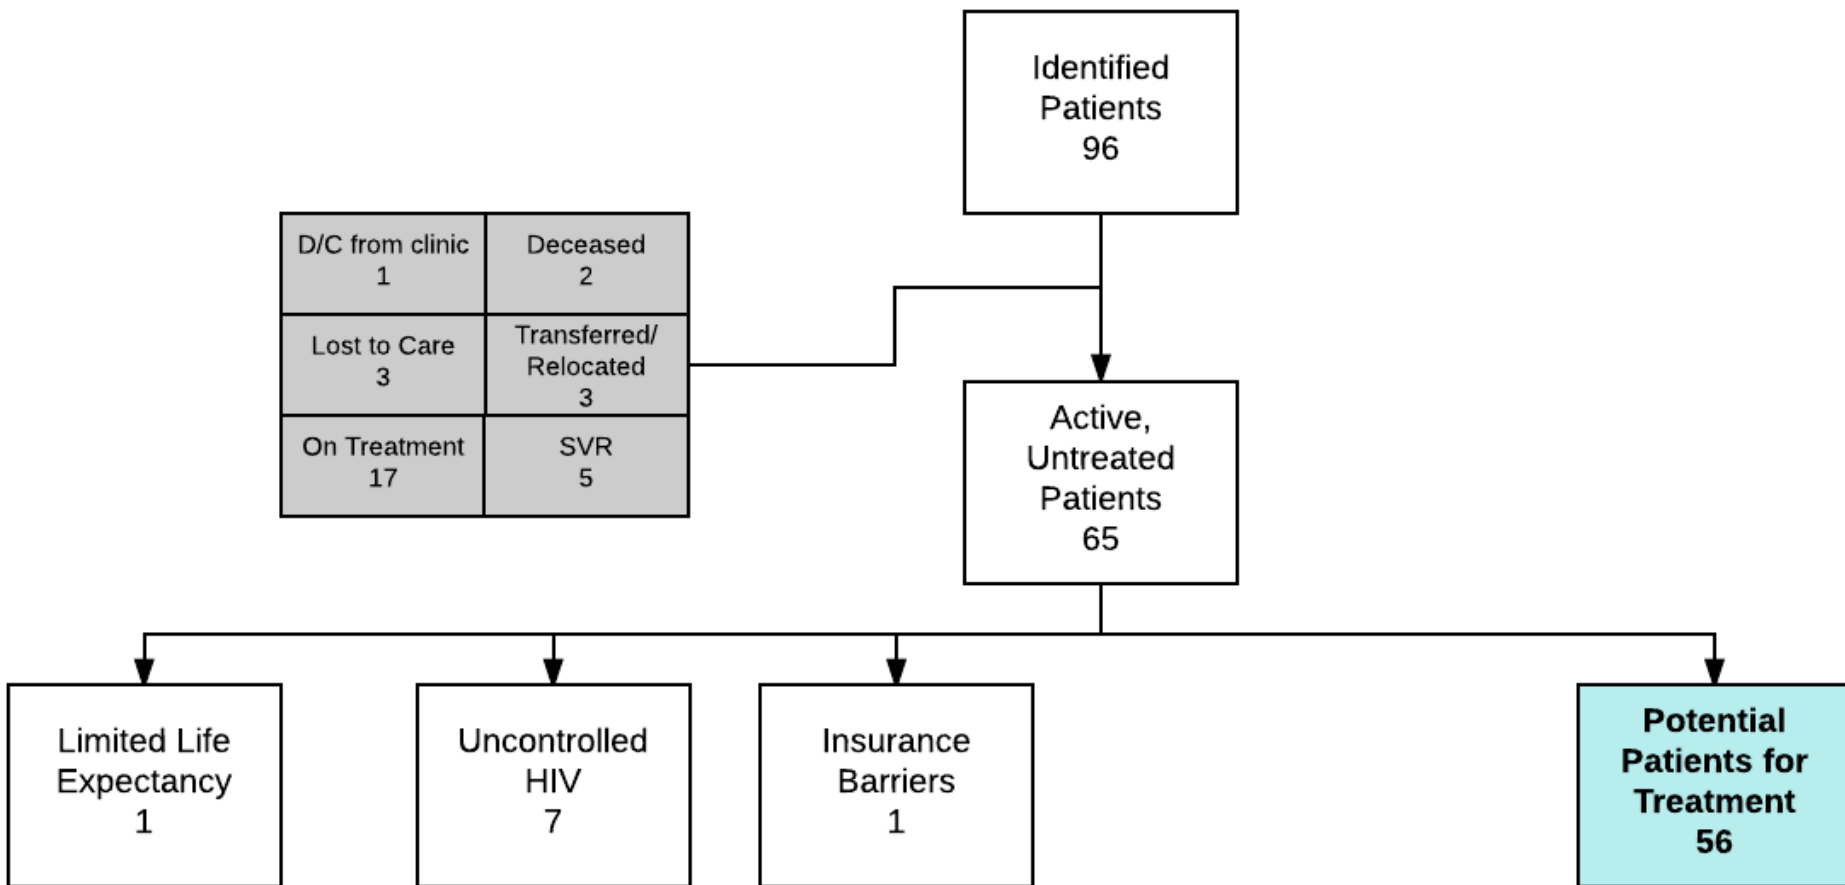 Identified
Patients
96
D/C from clinic
1
Deceased
2
Lost to Care
3
Transferred/
Relocated
3
On Treatment
17
SVR
5
Active,
Untreated
Patients
65
Limited Life
Expectancy
1
Uncontrolled
HIV
7
Insurance
Barriers
1
Potential
Patients for
Treatment
56